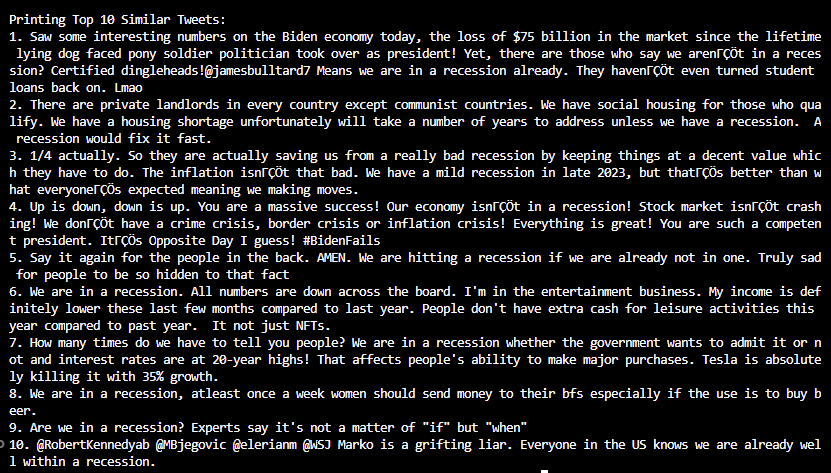 Printing Top 10 Similar Tweets:
1. Saw some interesting numbers on the Biden economy today, the loss of $75 billion in the market since the lifetime
 lying dog faced pony soldier politician took over as president! Yet, there are those who say we arenΓÇÖt in a reces
sion? Certified dingleheads!@jamesbulltard7 Means we are in a recession already. They havenΓÇÖt even turned student
loans back on. Lmao
2. There are private landlords in every country except communist countries. We have social housing for those who qua
lify. We have a housing shortage unfortunately will take a number of years to address unless we have a recession.  A
 recession would fix it fast.
3. 1/4 actually. So they are actually saving us from a really bad recession by keeping things at a decent value whic
h they have to do. The inflation isnΓÇÖt that bad. We have a mild recession in late 2023, but thatΓÇÖs better than w
hat everyoneΓÇÖs expected meaning we making moves.
4. Up is down, down is up. You are a massive success! Our economy isnΓÇÖt in a recession! Stock market isnΓÇÖt crash
ing! We donΓÇÖt have a crime crisis, border crisis or inflation crisis! Everything is great! You are such a competen
t president. ItΓÇÖs Opposite Day I guess! #BidenFails
5. Say it again for the people in the back. AMEN. We are hitting a recession if we are already not in one. Truly sad
 for people to be so hidden to that fact
6. We are in a recession. All numbers are down across the board. I'm in the entertainment business. My income is def
initely lower these last few months compared to last year. People don't have extra cash for leisure activities this
year compared to past year.  It not just NFTs.
7. How many times do we have to tell you people? We are in a recession whether the government wants to admit it or n
ot and interest rates are at 20-year highs! That affects people's ability to make major purchases. Tesla is absolute
ly killing it with 35% growth.
8. We are in a recession, atleast once a week women should send money to their bfs especially if the use is to buy b
eer.
9. Are we in a recession? Experts say it's not a matter of "if" but "when"
10. @RobertKennedyab @MBjegovic @elerianm @WSJ Marko is a grifting liar. Everyone in the US knows we are already wel
l within a recession.